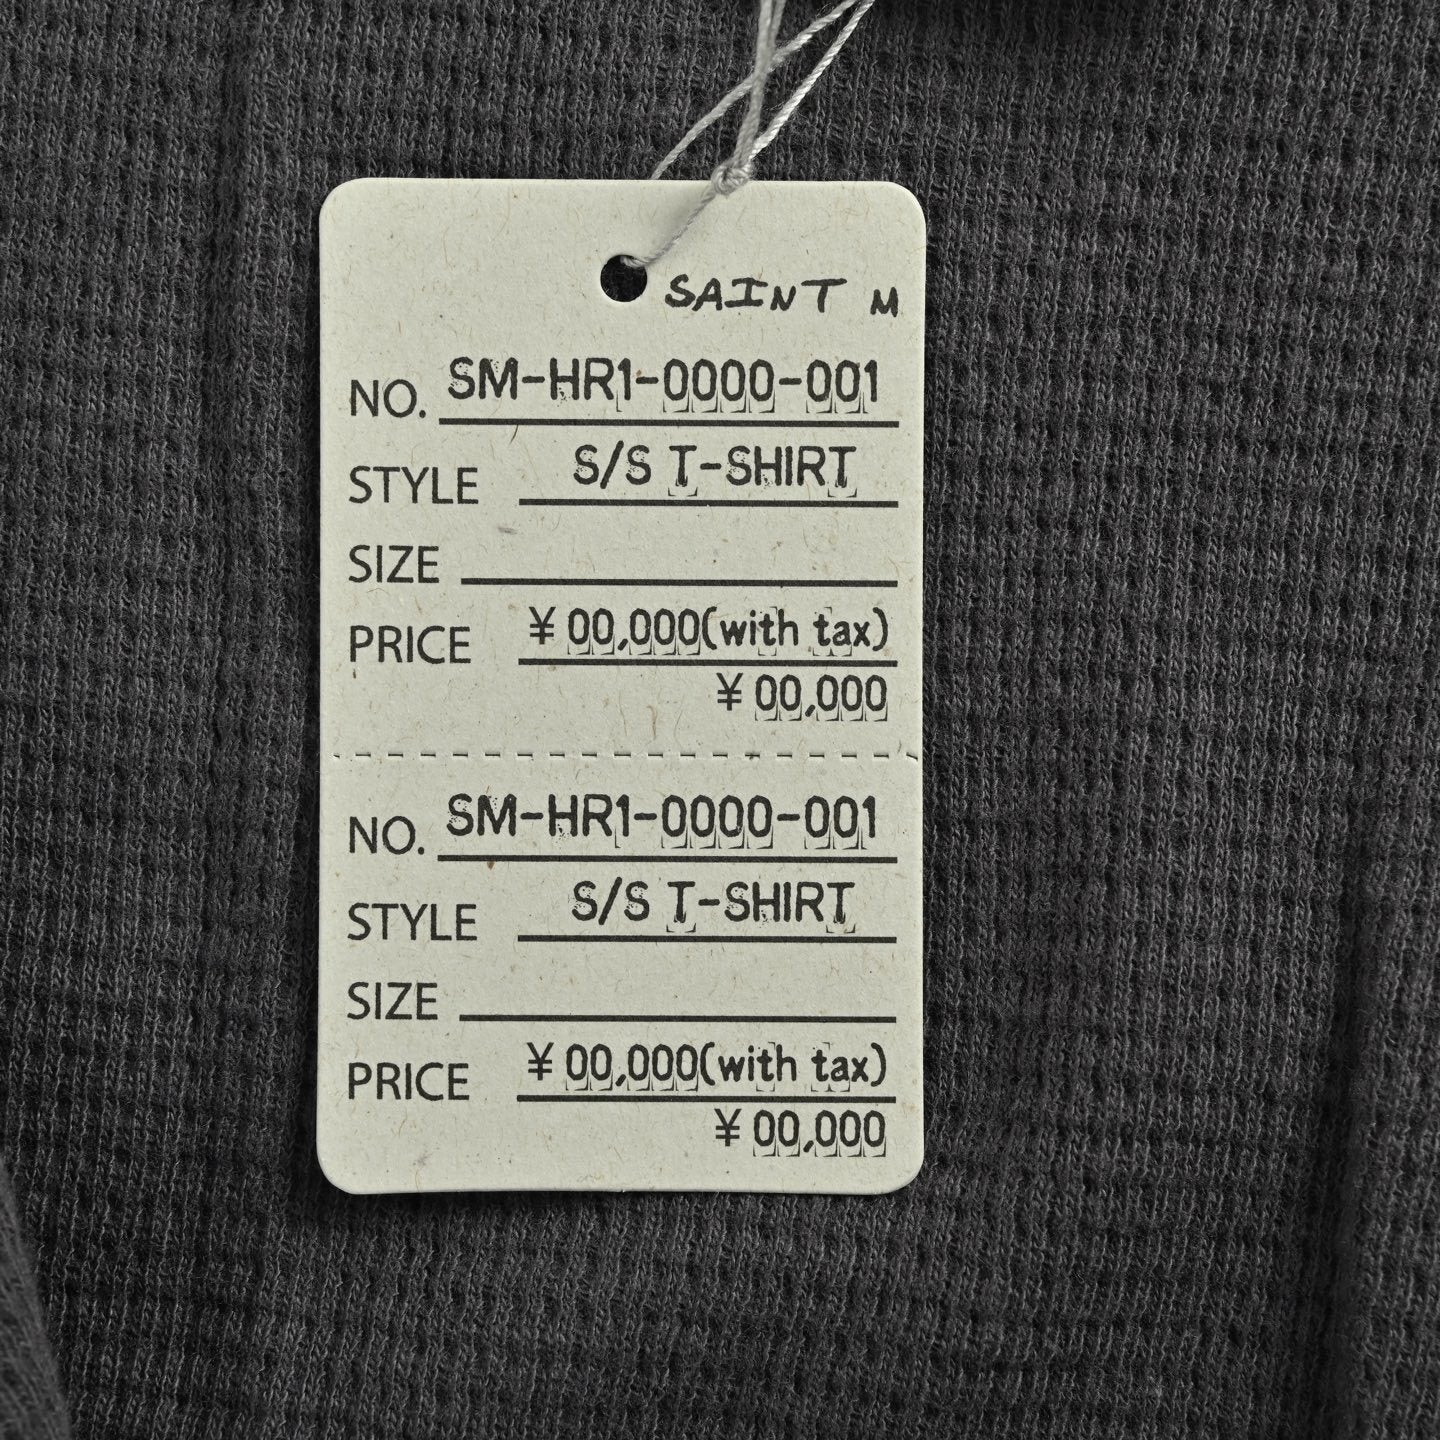 SAINT M
NO. SM-HR1-0000-001
STYLE S/S T-SHIRT
SIZE
PRICE ¥ 00,000(with tax)
¥ 00,000
NO. SM-HR1-0000-001
STYLE S/S T-SHIRT
SIZE
PRICE ¥ 00,000(with tax)
¥ 00,000